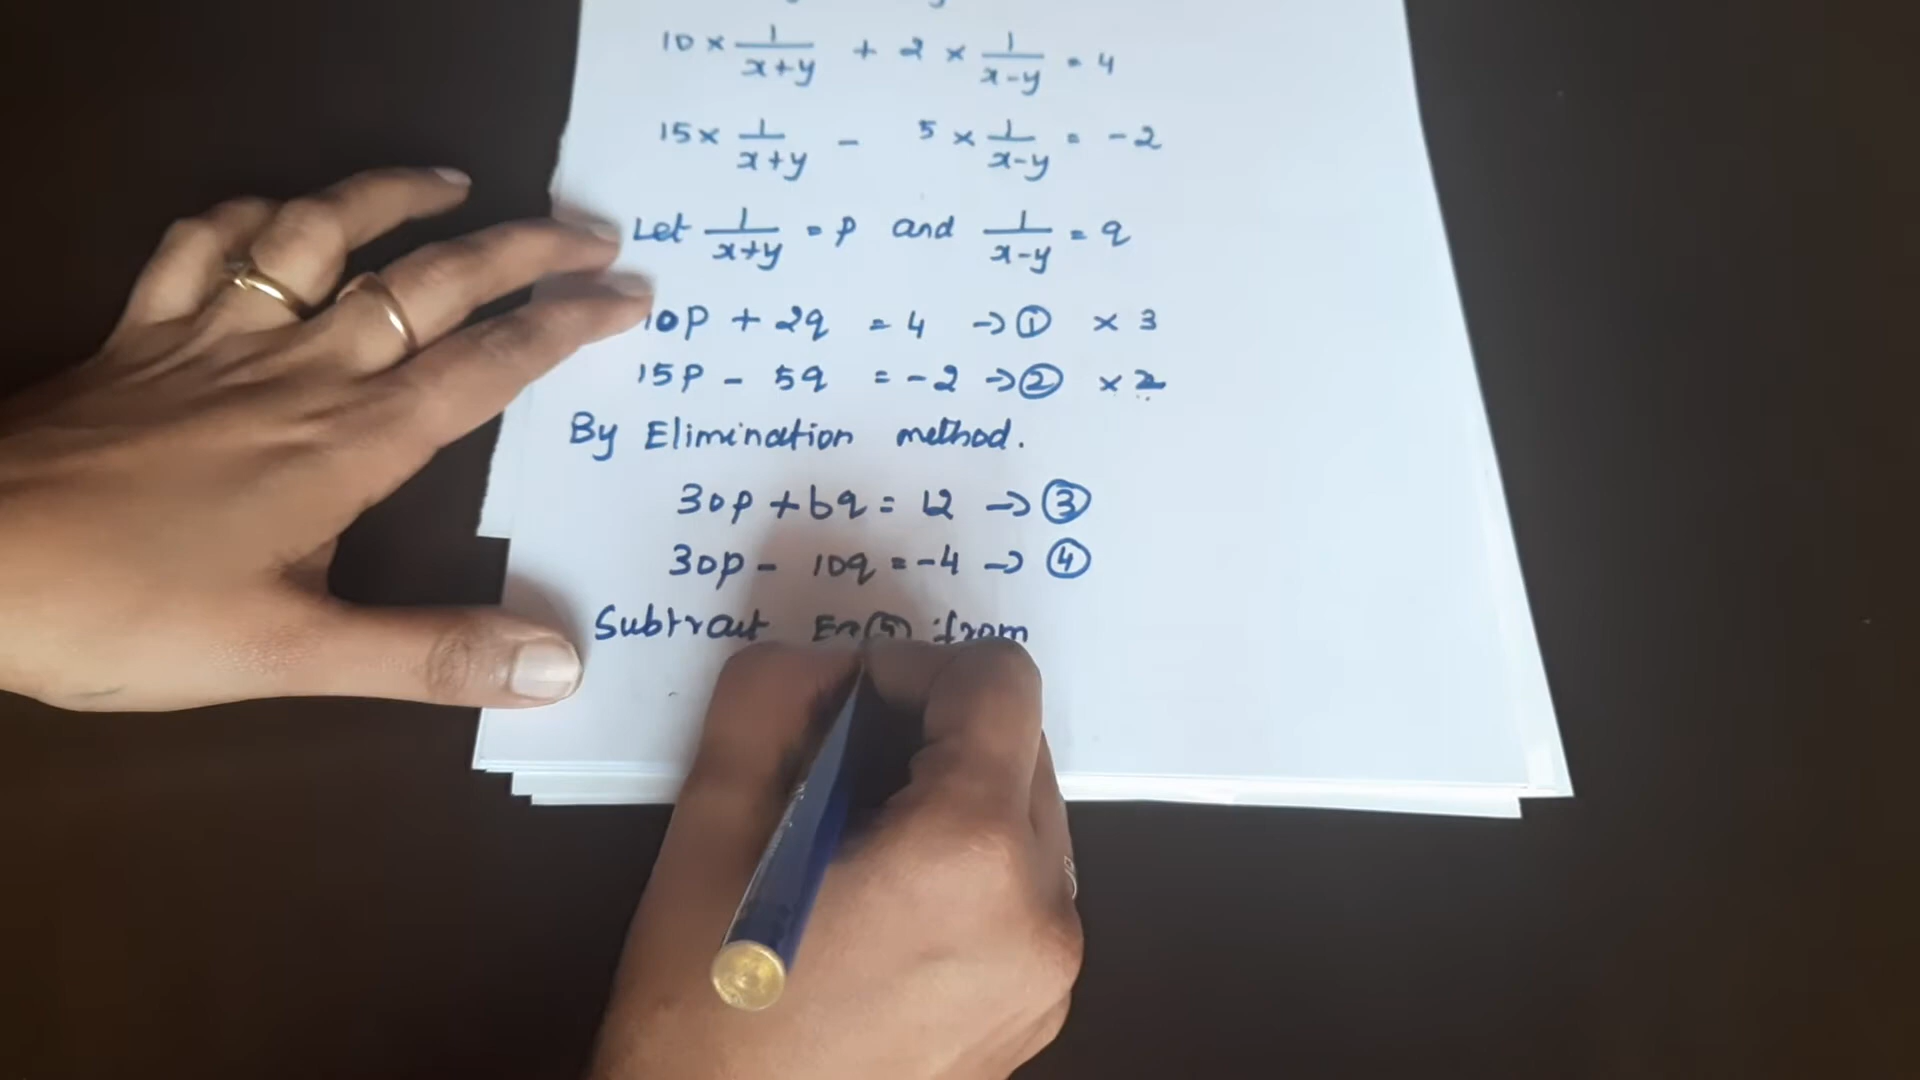 10 × 1/(x+y) + 2 × 1/(x-y) = 4
15 × 1/(x+y) - 5 × 1/(x-y) = -2
Let 1/(x+y) = p and 1/(x-y) = q
10p + 2q = 4 → ① × 3
15p - 5q = -2 → ② × 2
By Elimination method.
30p + 6q = 12 → ③
30p - 10q = -4 → ④
Subtract from